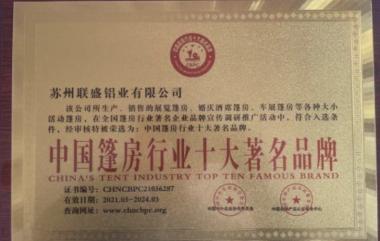 苏州联盛铝业有限公司
该公司所生产、销售的展览篷房、婚庆酒席篷房、车展篷房等各种大小
活动篷房，在全国篷房行业著名企业品牌宣传调研推广活动中，符合入选条
件，经审核特被荣选为：中国篷房行业十大著名品牌。
中国篷房行业十大著名品牌
CHINA'S TENT INDUSTRY TOP TEN FAMOUS BRAND
证书编号：CHNCBPC21036287
有效日期：2021.03-2024.03
查询网址：www.chncbpc.org